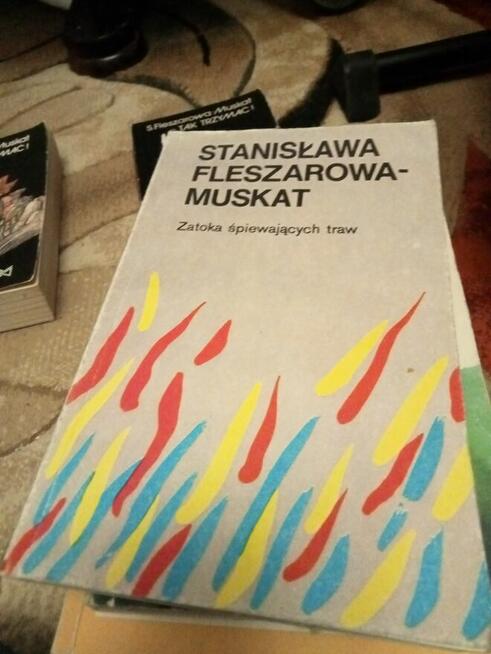 S.Fleszarowa Muskat
TAK TRZYMAĆ!
STANISŁAWA
FLESZAROWA-
MUSKAT
Zatoka śpiewających traw